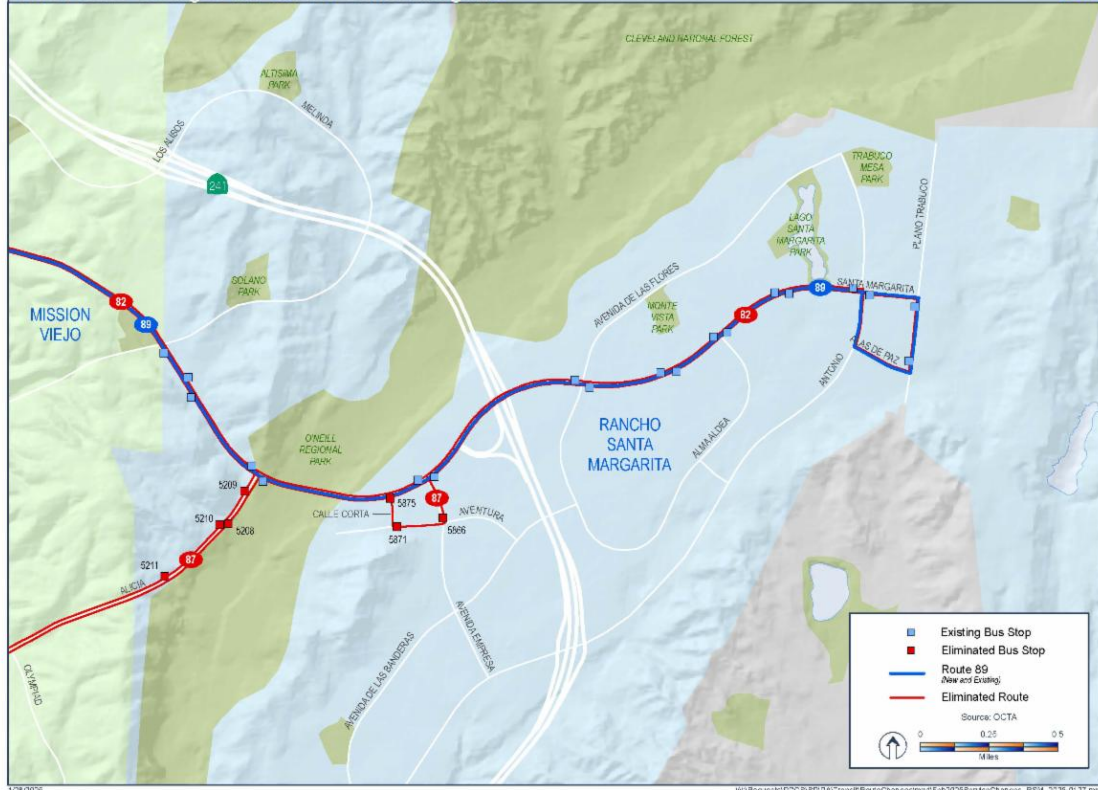 CLEVELAND NATIONAL FOREST
ALTISIMA
PARK
MELINDA
LOS ALISOS
241
TRABUCO
MESA
PARK
PLANO TRABUCO
LAGO
SANTA
MARGARITA
PARK
SOLANO
PARK
AVENIDA DE LAS FLORES
89
SANTA MARGARITA
82
MISSION
VIEJO
89
MONTE
VISTA
PARK
82
ANTONIO
RANCHO
SANTA
MARGARITA
ALMA ALDEA
O'NEILL
REGIONAL
PARK
5209
87
5875
CALLE CORTA
AVENTURA
5210
5208
5871
5866
5211
87
ALICIA
AVENIDA EMPRESA
AVENIDA DE LAS BANDERAS
OLYMPIAD
Existing Bus Stop
Eliminated Bus Stop
Route 89
(New and Existing)
Eliminated Route
Source: OCTA
0 0.25 0.5
Miles